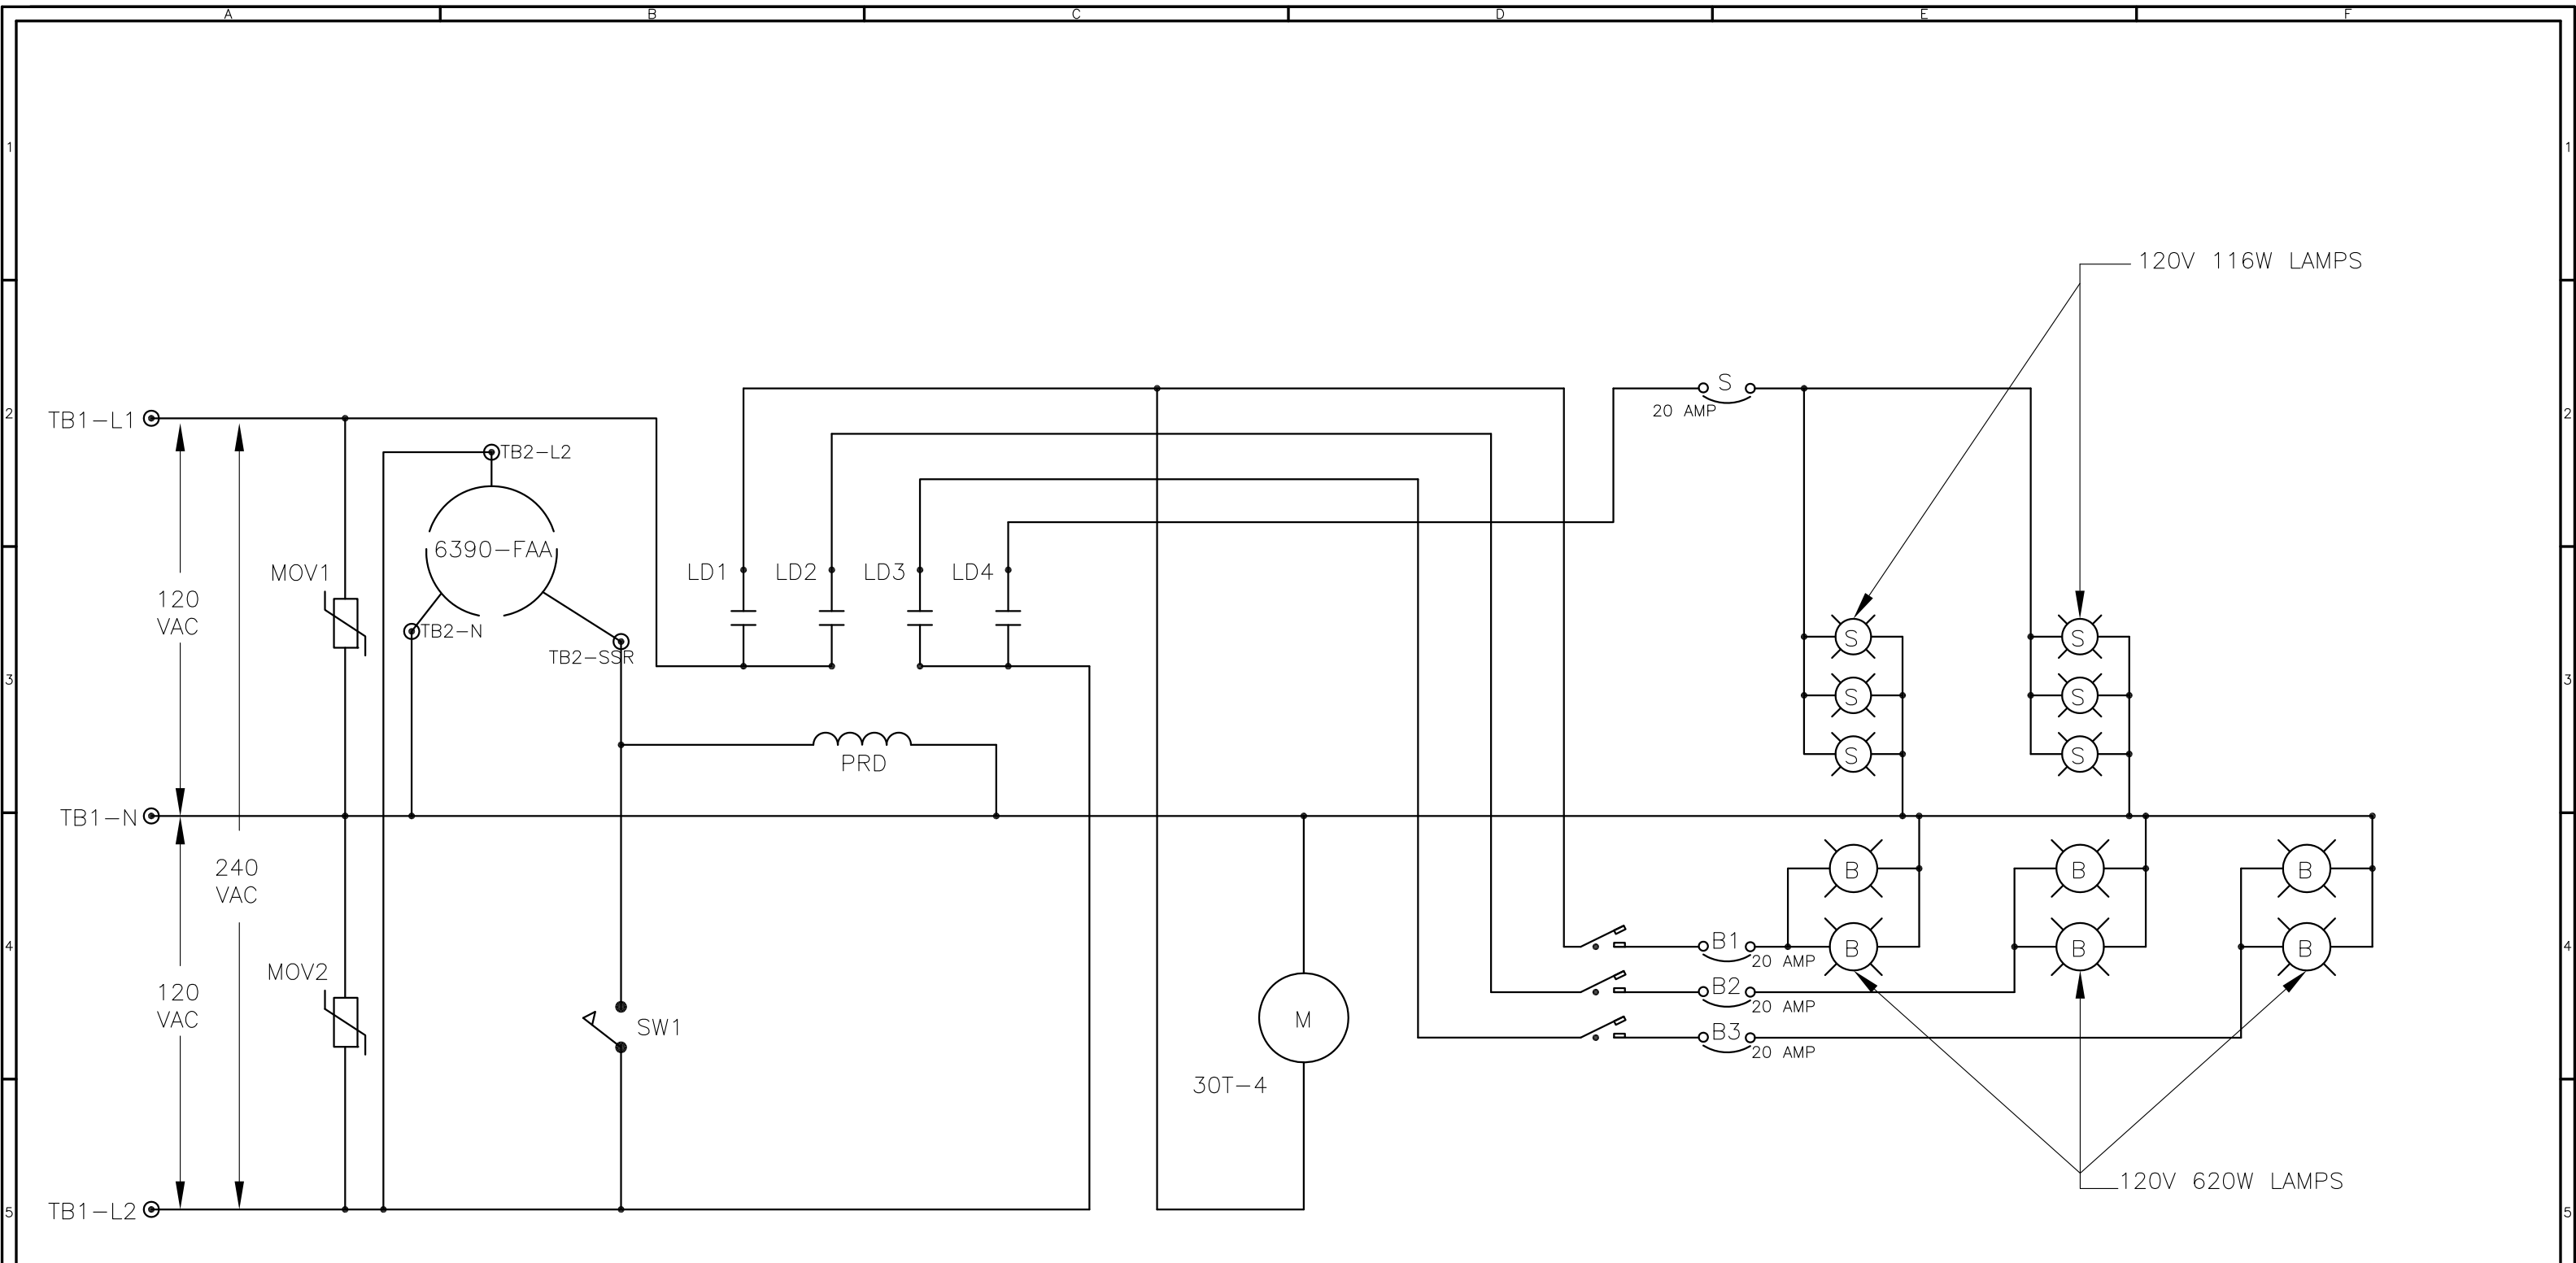 A B C D E F
1 1
120V 116W LAMPS
S
20 AMP
2 TB1-L1 2
TB2-L2
6390-FAA
MOV1
LD1 LD2 LD3 LD4
120
VAC
TB2-N
TB2-SSR
S S
3 3
S S
S S
PRD
TB1-N
240
VAC
B B B
B1
20 AMP
4 B B B 4
MOV2
120
VAC
B2
20 AMP
SW1
M
B3
20 AMP
30T-4
120V 620W LAMPS
5 TB1-L2 5